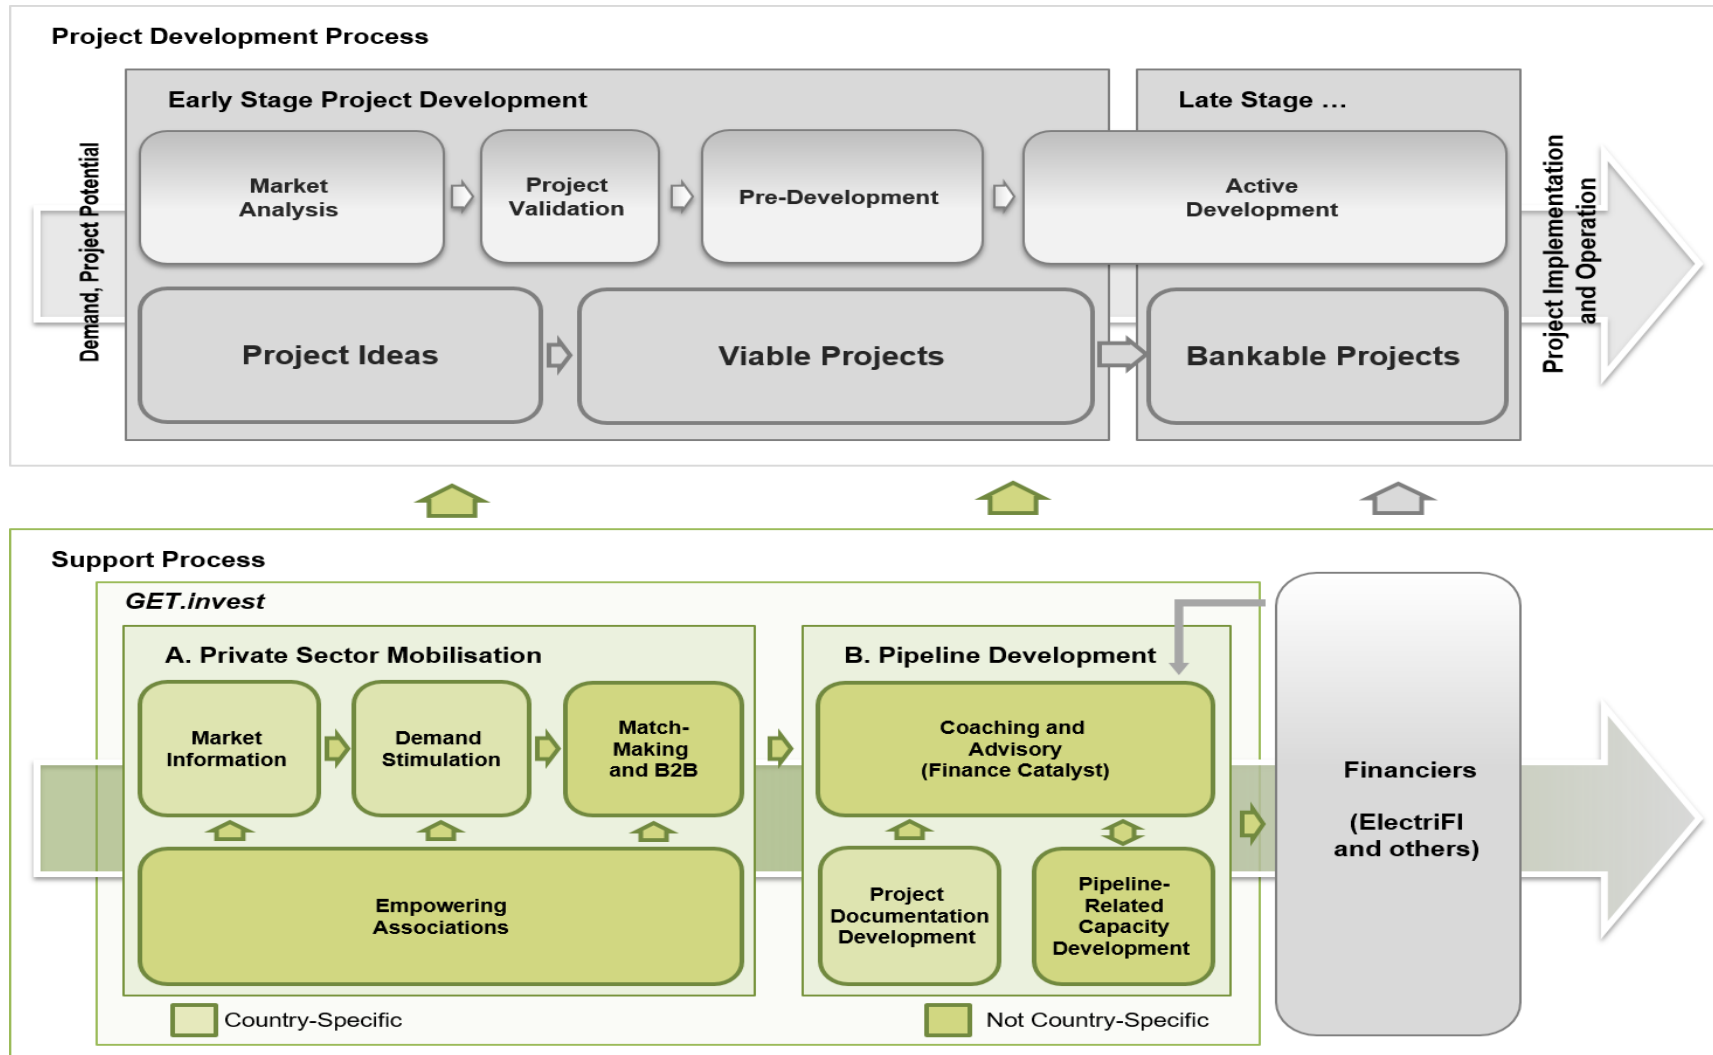 Project Development Process
Early Stage Project Development
Late Stage …
Demand, Project Potential
Market
Analysis
Project
Validation
Pre-Development
Active
Development
Project Implementation
and Operation
Project Ideas
Viable Projects
Bankable Projects
Support Process
GET.invest
A. Private Sector Mobilisation
B. Pipeline Development
Market
Information
Demand
Stimulation
Match-
Making
and B2B
Coaching and
Advisory
(Finance Catalyst)
Financiers
(ElectriFI
and others)
Empowering
Associations
Project
Documentation
Development
Pipeline-
Related
Capacity
Development
Country-Specific
Not Country-Specific